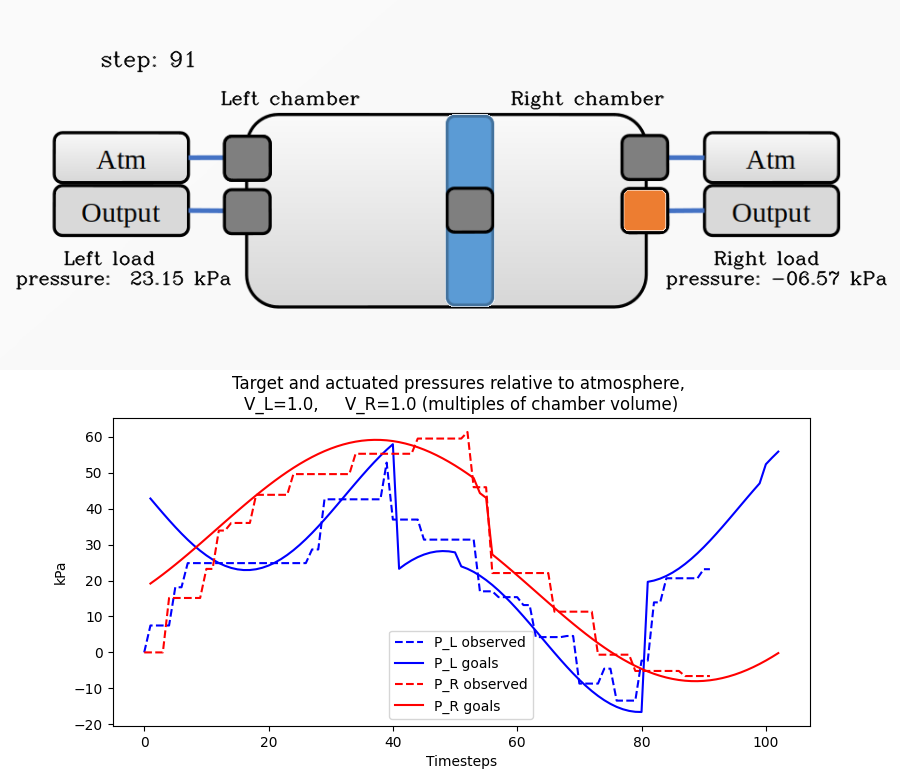 step: 91
Left chamber
Right chamber
Atm
Atm
Output
Output
Left load
pressure: 23.15 kPa
Right load
pressure: −06.57 kPa
Target and actuated pressures relative to atmosphere,
V_L=1.0, V_R=1.0 (multiples of chamber volume)
60
50
40
30
20
10
0
−10
−20
kPa
P_L observed
P_L goals
P_R observed
P_R goals
0
20
40
60
80
100
Timesteps